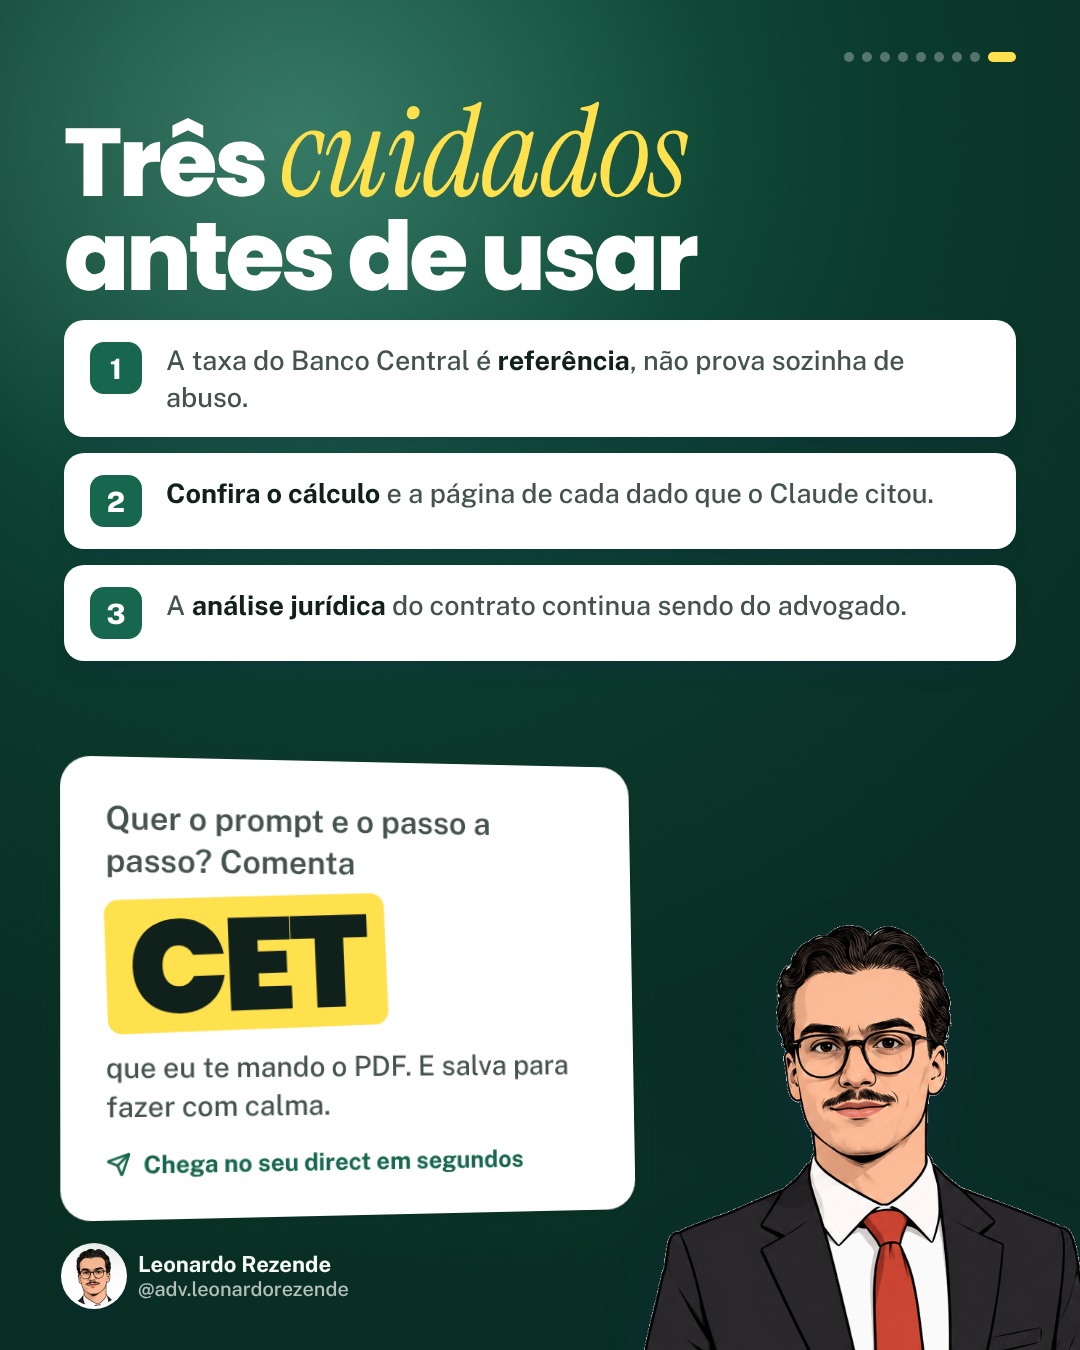 Três cuidados
antes de usar
1
A taxa do Banco Central é referência, não prova sozinha de
abuso.
2
Confira o cálculo e a página de cada dado que o Claude citou.
3
A análise jurídica do contrato continua sendo do advogado.
Quer o prompt e o passo a
passo? Comenta
CET
que eu te mando o PDF. E salva para
fazer com calma.
Chega no seu direct em segundos
Leonardo Rezende
@adv.leonardorezende